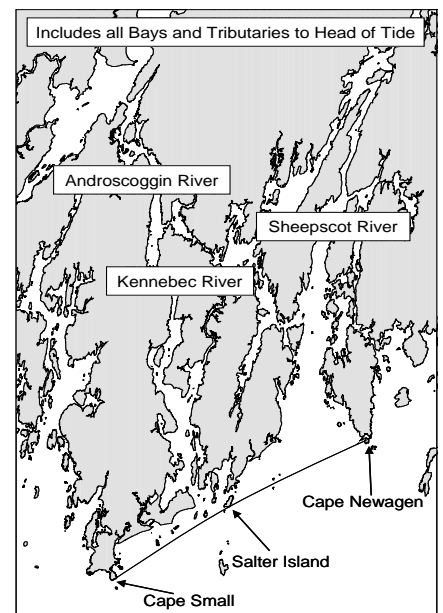 Includes all Bays and Tributaries to Head of Tide
Androscoggin River
Sheepscot River
Kennebec River
Cape Newagen
Salter Island
Cape Small